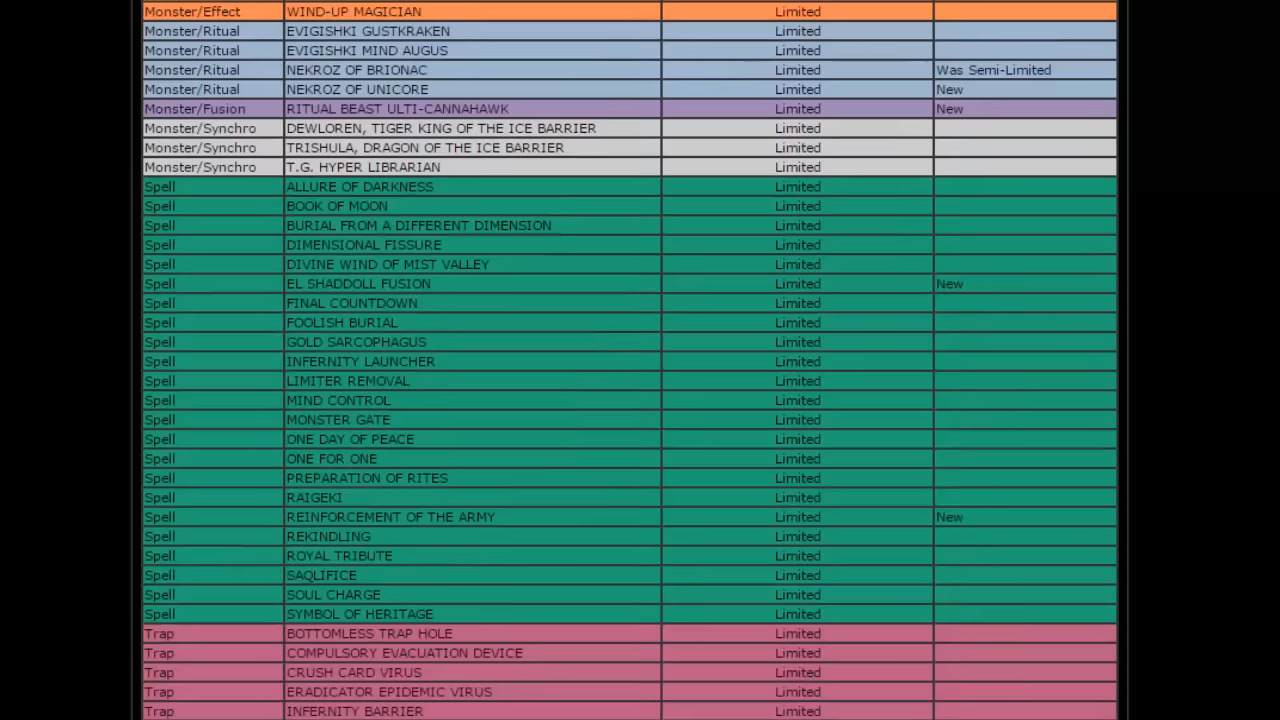 Monster/Effect WIND-UP MAGICIAN Limited
Monster/Ritual EVIGISHKI GUSTKRAKEN Limited
Monster/Ritual EVIGISHKI MIND AUGUS Limited
Monster/Ritual NEKROZ OF BRIONAC Limited Was Semi-Limited
Monster/Ritual NEKROZ OF UNICORE Limited New
Monster/Fusion RITUAL BEAST ULTI-CANNAHAWK Limited New
Monster/Synchro DEWLOREN, TIGER KING OF THE ICE BARRIER Limited
Monster/Synchro TRISHULA, DRAGON OF THE ICE BARRIER Limited
Monster/Synchro T.G. HYPER LIBRARIAN Limited
Spell ALLURE OF DARKNESS Limited
Spell BOOK OF MOON Limited
Spell BURIAL FROM A DIFFERENT DIMENSION Limited
Spell DIMENSIONAL FISSURE Limited
Spell DIVINE WIND OF MIST VALLEY Limited
Spell EL SHADDOLL FUSION Limited New
Spell FINAL COUNTDOWN Limited
Spell FOOLISH BURIAL Limited
Spell GOLD SARCOPHAGUS Limited
Spell INFERNITY LAUNCHER Limited
Spell LIMITER REMOVAL Limited
Spell MIND CONTROL Limited
Spell MONSTER GATE Limited
Spell ONE DAY OF PEACE Limited
Spell ONE FOR ONE Limited
Spell PREPARATION OF RITES Limited
Spell RAIGEKI Limited
Spell REINFORCEMENT OF THE ARMY Limited New
Spell REKINDLING Limited
Spell ROYAL TRIBUTE Limited
Spell SAQLIFICE Limited
Spell SOUL CHARGE Limited
Spell SYMBOL OF HERITAGE Limited
Trap BOTTOMLESS TRAP HOLE Limited
Trap COMPULSORY EVACUATION DEVICE Limited
Trap CRUSH CARD VIRUS Limited
Trap ERADICATOR EPIDEMIC VIRUS Limited
Trap INFERNITY BARRIER Limited